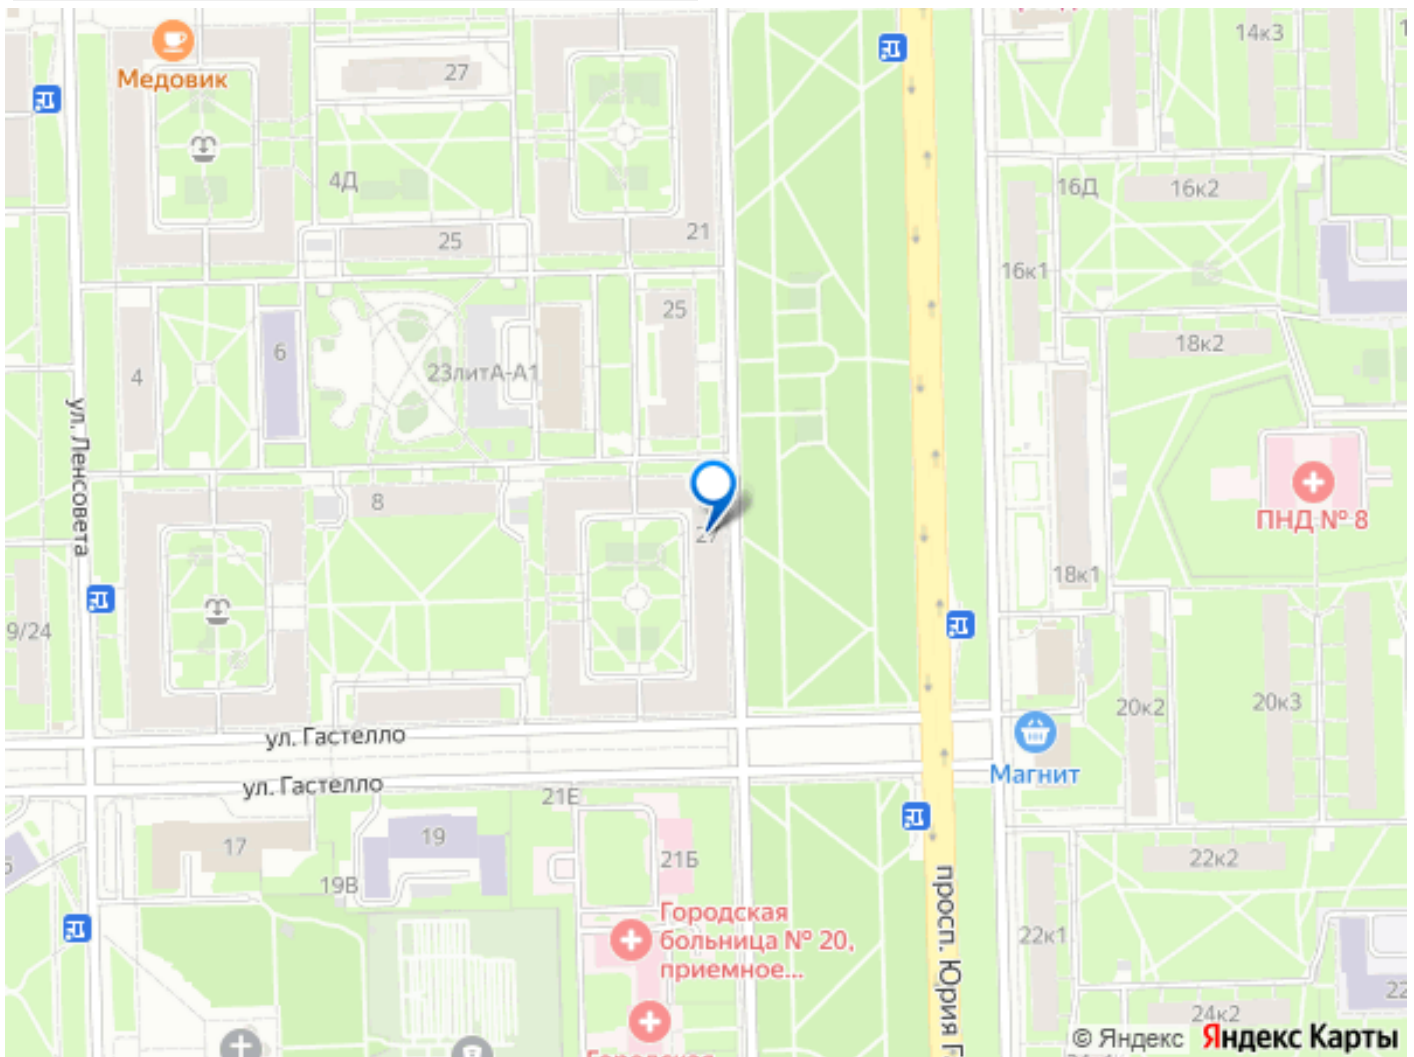 14к3
Медовик
27
4Д
16Д
16к2
25
21
16к1
25
6
4
23литА-А1
18к2
ул. Ленсовета
8
ПНД № 8
27
18к1
9/24
20к2
20к3
ул. Гастелло
Магнит
ул. Гастелло
21Е
17
19
21Б
22к2
19В
Городская
больница № 20,
приемное...
22к1
просп. Юрия Г
22
24к2
Городская
© Яндекс Яндекс Карты